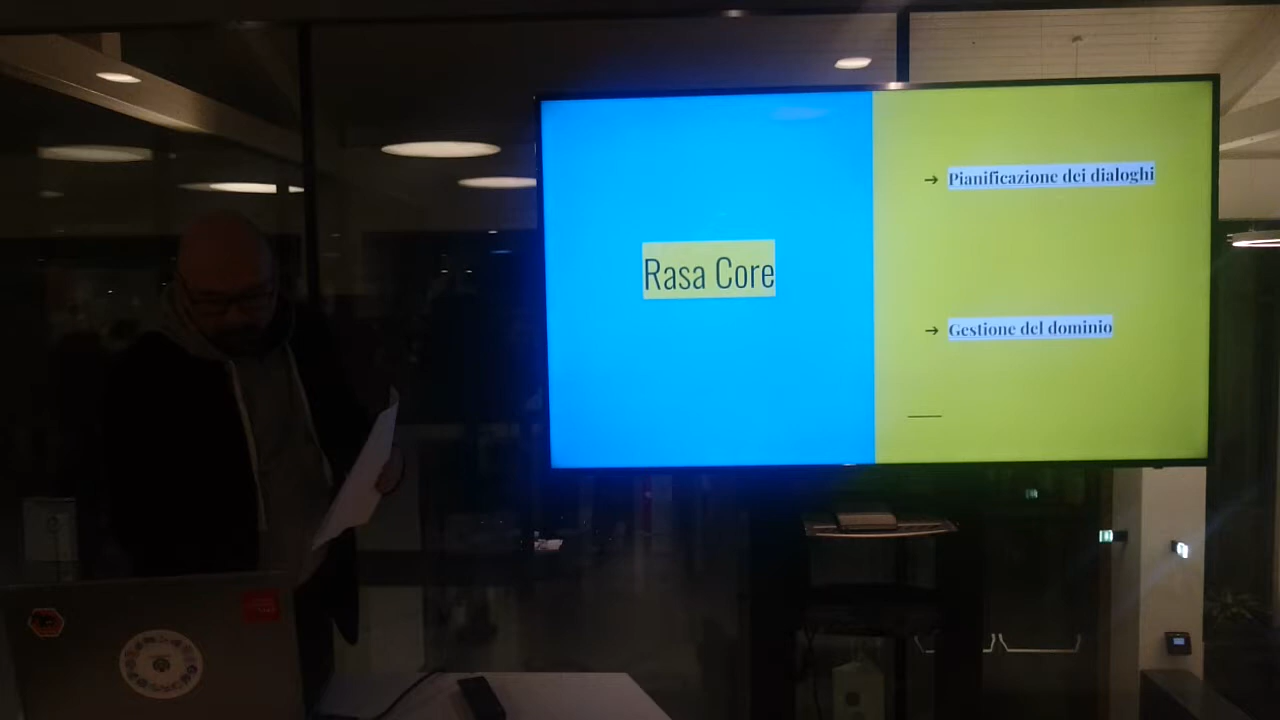 Rasa Core
→ Pianificazione dei dialoghi
→ Gestione del dominio